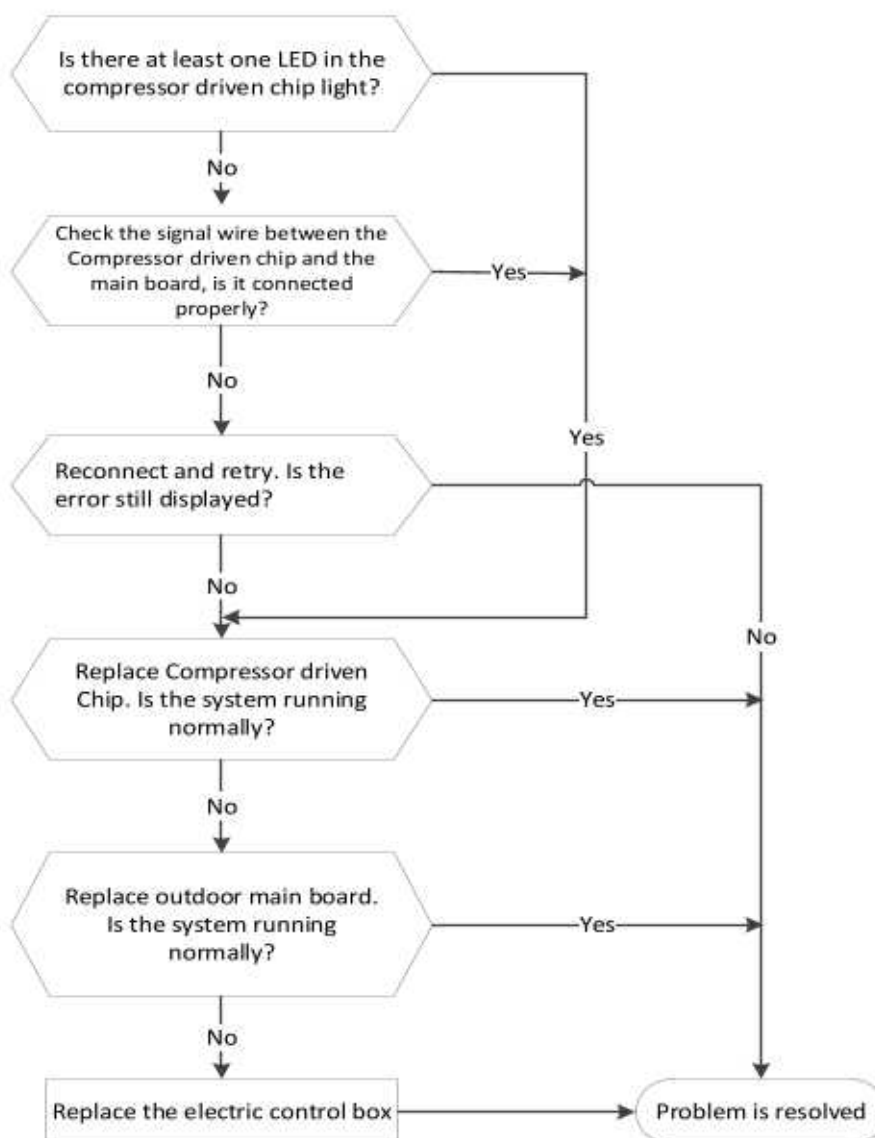 Is there at least one LED in the
compressor driven chip light?
No
Check the signal wire between the
Compressor driven chip and the
main board, is it connected
properly?
Yes
No
Yes
Reconnect and retry. Is the
error still displayed?
No
No
Replace Compressor driven
Chip. Is the system running
normally?
Yes
No
Replace outdoor main board.
Is the system running
normally?
Yes
No
Replace the electric control box
Problem is resolved